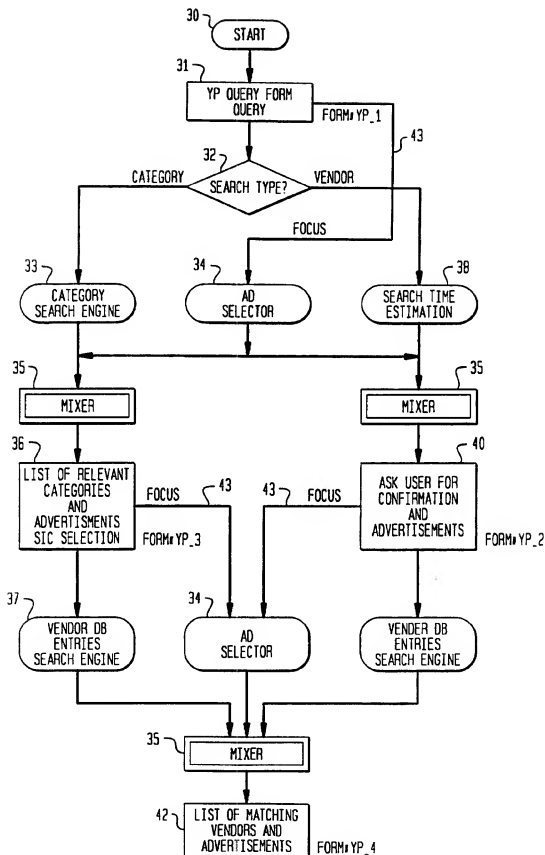 30
START
31
YP QUERY FORM
QUERY
FORM#YP_1
43
32
CATEGORY
SEARCH TYPE?
VENDOR
FOCUS
33
CATEGORY
SEARCH ENGINE
34
AD
SELECTOR
38
SEARCH TIME
ESTIMATION
35
MIXER
35
MIXER
36
LIST OF RELEVANT
CATEGORIES
AND
ADVERTISMENTS
SIC SELECTION
FORM#YP_3
FOCUS
43
43
FOCUS
40
ASK USER FOR
CONFIRMATION
AND
ADVERTISEMENTS
FORM#YP_2
37
VENDOR DB
ENTRIES
SEARCH ENGINE
34
AD
SELECTOR
VENDER DB
ENTRIES
SEARCH ENGINE
35
MIXER
42
LIST OF MATCHING
VENDORS AND
ADVERTISEMENTS
FORM#YP_4